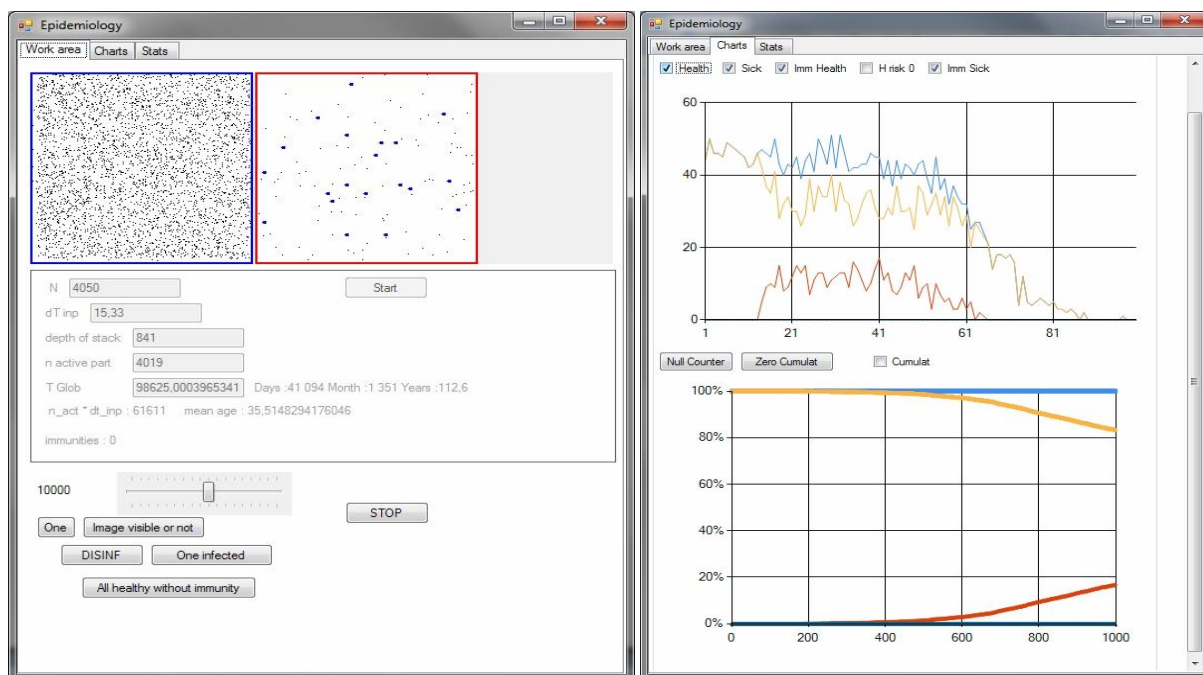 Epidemiology
Work area Charts Stats
N 4050 Start
dT inp 15,33
depth of stack 841
n active part 4019
T Glob 98625,0003965341 Days :41 094 Month :1 351 Years :112,6
n_act * dt_inp : 61611 mean age : 35,5148294176046
immunities : 0
10000
STOP
One Image visible or not
DISINF One infected
All healthy without immunity
Epidemiology
Work area Charts Stats
Health Sick Imm Health H risk 0 Imm Sick
60
40
20
0
1 21 41 61 81
Null Counter Zero Cumulat Cumulat
100%
80%
60%
40%
20%
0%
0 200 400 600 800 1000